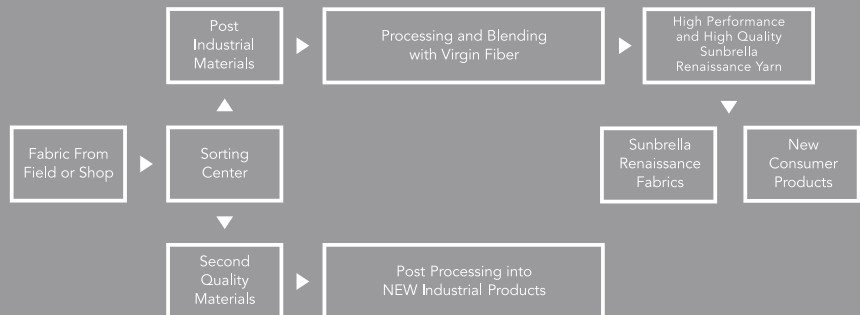 Post
Industrial
Materials
Processing and Blending
with Virgin Fiber
High Performance
and High Quality
Sunbrella
Renaissance Yarn
Fabric From
Field or Shop
Sorting
Center
Sunbrella
Renaissance
Fabrics
New
Consumer
Products
Second
Quality
Materials
Post Processing into
NEW Industrial Products